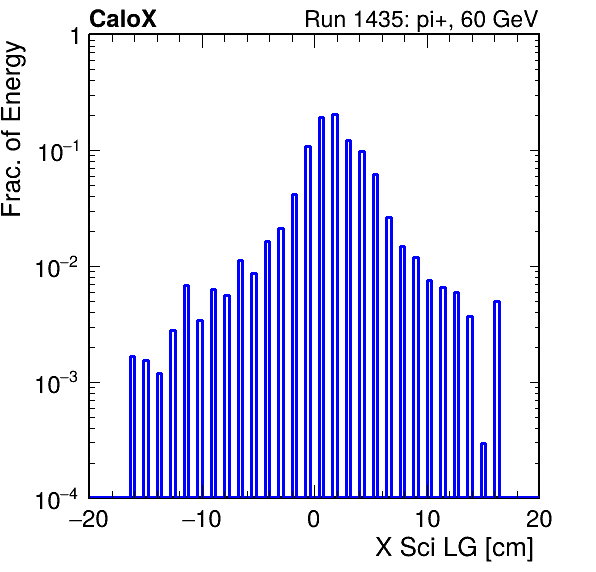 CaloX
Run 1435: pi+, 60 GeV
Frac. of Energy
1
10⁻¹
10⁻²
10⁻³
10⁻⁴
−20 −10 0 10 20
X Sci LG [cm]